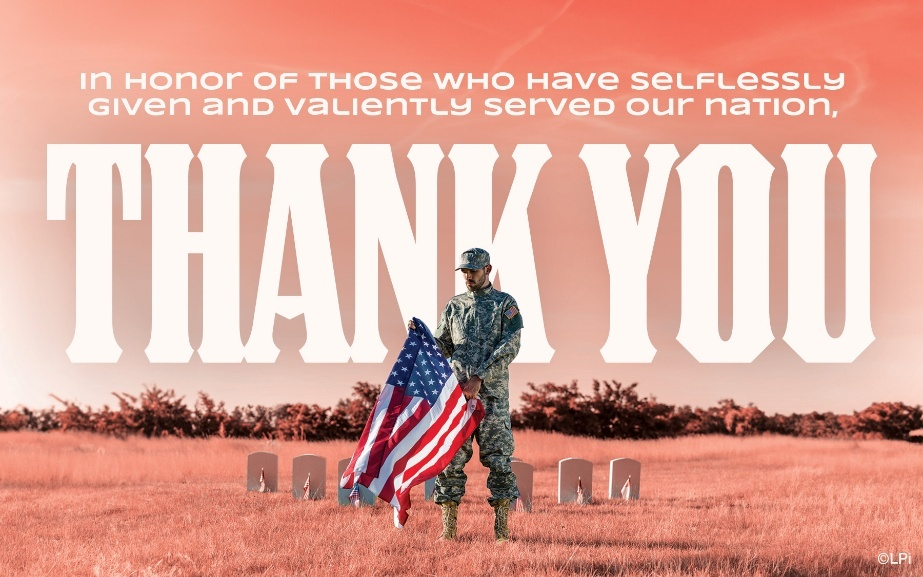 In Honor of those who have selflessly
given and valiently served our nation,
THANK YOU
©LPi